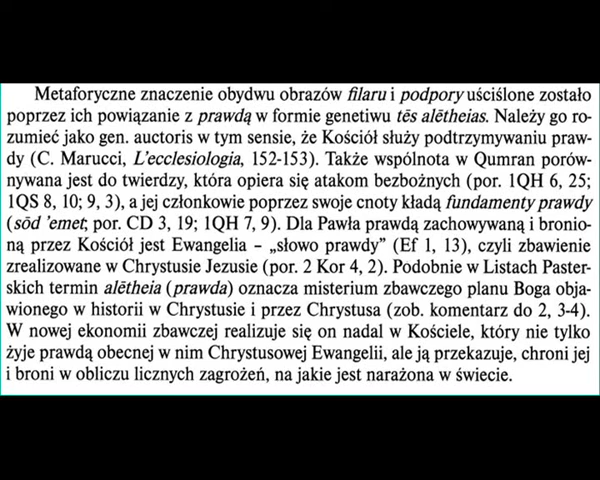 Metaforyczne znaczenie obydwu obrazów filaru i podpory uściślone zostało
poprzez ich powiązanie z prawdą w formie genetiwu tēs alētheias. Należy go ro-
zumieć jako gen. auctoris w tym sensie, że Kościół służy podtrzymywaniu praw-
dy (C. Marucci, L'ecclesiologia, 152-153). Także wspólnota w Qumran porów-
nywana jest do twierdzy, która opiera się atakom bezbożnych (por. 1QH 6, 25;
1QS 8, 10; 9, 3), a jej członkowie poprzez swoje cnoty kładą fundamenty prawdy
(sōd 'emet; por. CD 3, 19; 1QH 7, 9). Dla Pawła prawdą zachowywaną i bronio-
ną przez Kościół jest Ewangelia – „słowo prawdy” (Ef 1, 13), czyli zbawienie
zrealizowane w Chrystusie Jezusie (por. 2 Kor 4, 2). Podobnie w Listach Paster-
skich termin alētheia (prawda) oznacza misterium zbawczego planu Boga obja-
wionego w historii w Chrystusie i przez Chrystusa (zob. komentarz do 2, 3-4).
W nowej ekonomii zbawczej realizuje się on nadal w Kościele, który nie tylko
żyje prawdą obecnej w nim Chrystusowej Ewangelii, ale ją przekazuje, chroni jej
i broni w obliczu licznych zagrożeń, na jakie jest narażona w świecie.